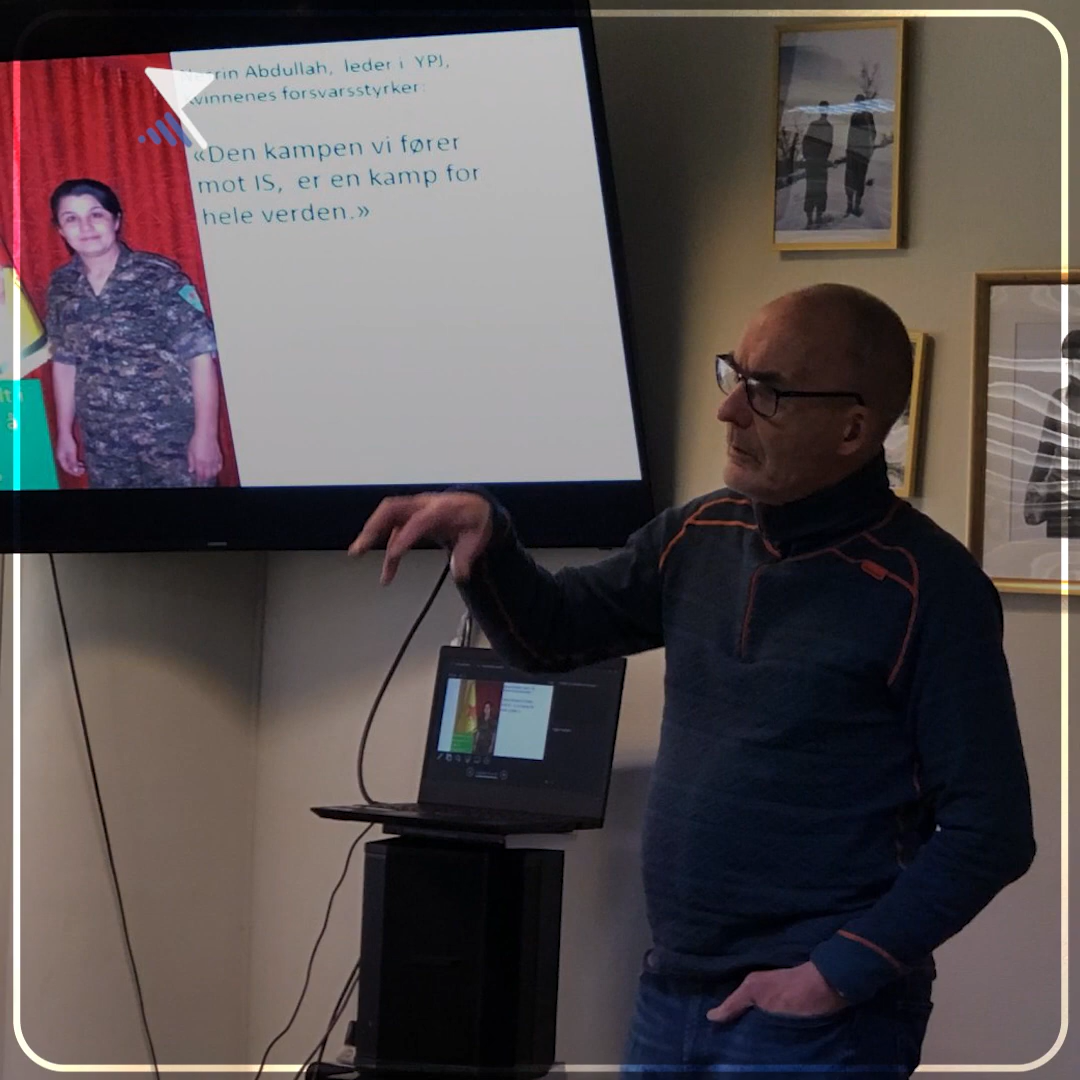 Abdullah, leder i YPJ,
kvinnenes forsvarsstyrker:
«Den kampen vi fører
mot IS, er en kamp for
hele verden.»
å